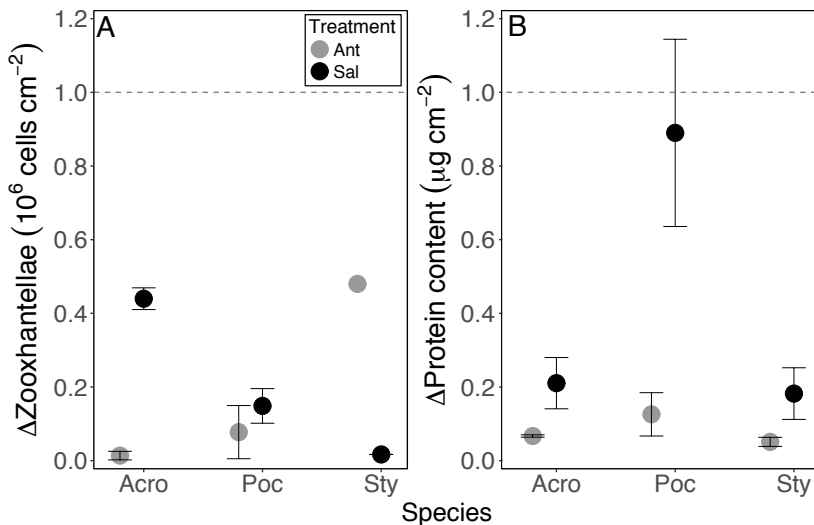 A
Treatment
Ant
Sal
ΔZooxhantellae (10⁶ cells cm⁻²)
1.2
1.0
0.8
0.6
0.4
0.2
0.0
Acro Poc Sty
B
ΔProtein content (μg cm⁻²)
1.2
1.0
0.8
0.6
0.4
0.2
0.0
Acro Poc Sty
Species